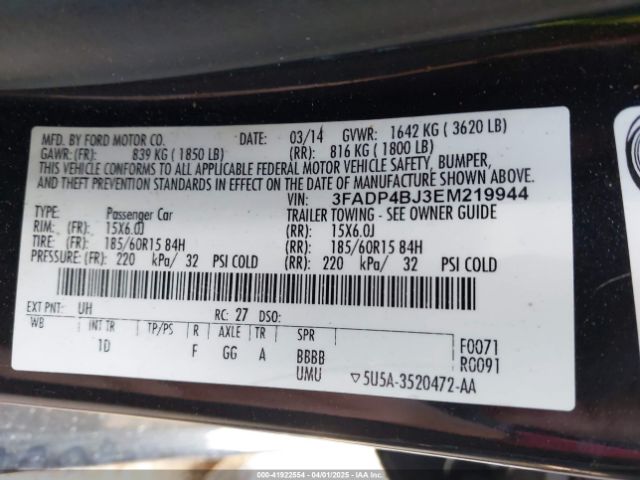 MFD. BY FORD MOTOR CO. DATE: 03/14 GVWR: 1642 KG ( 3620 LB)
GAWR: (FR): 839 KG ( 1850 LB) (RR): 816 KG ( 1800 LB)
THIS VEHICLE CONFORMS TO ALL APPLICABLE FEDERAL MOTOR VEHICLE SAFETY, BUMPER,
AND THEFT PREVENTION STANDARDS IN EFFECT ON THE DATE OF MANUFACTURE SHOWN ABOVE.
VIN: 3FADP4BJ3EM219944
TYPE: Passenger Car TRAILER TOWING - SEE OWNER GUIDE
RIM: (FR): 15X6.0J (RR): 15X6.0J
TIRE: (FR): 185/60R15 84H (RR): 185/60R15 84H
PRESSURE: (FR): 220 kPa/ 32 PSI COLD (RR): 220 kPa/ 32 PSI COLD
EXT PNT: UH RC: 27 DSO:
WB INT TR TP/PS R AXLE TR SPR F0071
1D F GG A BBBB R0091
UMU ▽5U5A-3520472-AA
000-41922554 | 04/01/2025 | IAAI.CA